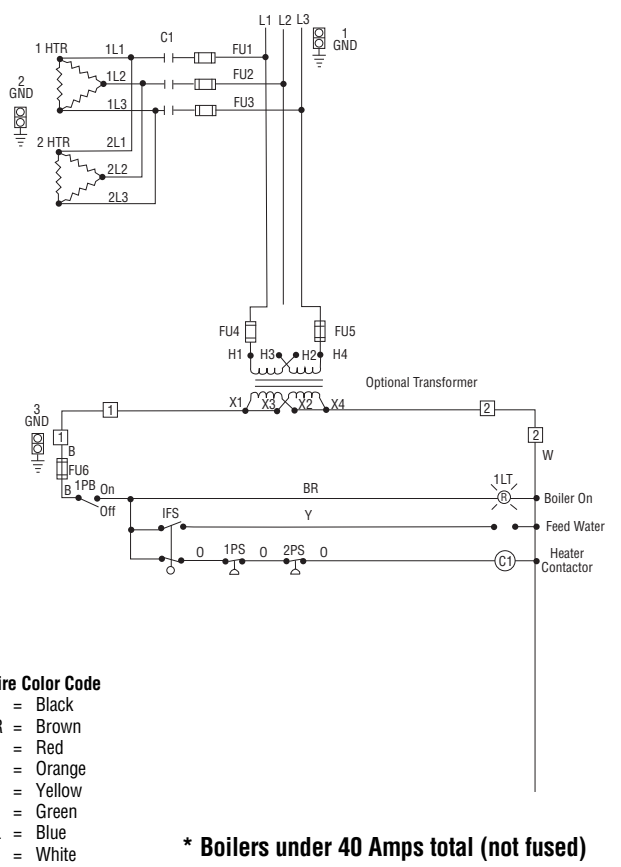 L1 L2 L3
1
GND
C1
1 HTR 1L1 FU1
1L2 FU2
1L3 FU3
2
GND
2 HTR 2L1
2L2
2L3
FU4 FU5
H1 H3 H2 H4
Optional Transformer
X1 X3 X2 X4
3
GND
1 2
1 2
B W
FU6
B 1PB On
Off
BR 1LT
R Boiler On
IFS Y Feed Water
O 1PS O 2PS O C1 Heater
Contactor
ire Color Code
= Black
R = Brown
= Red
= Orange
= Yellow
= Green
= Blue
= White
* Boilers under 40 Amps total (not fused)